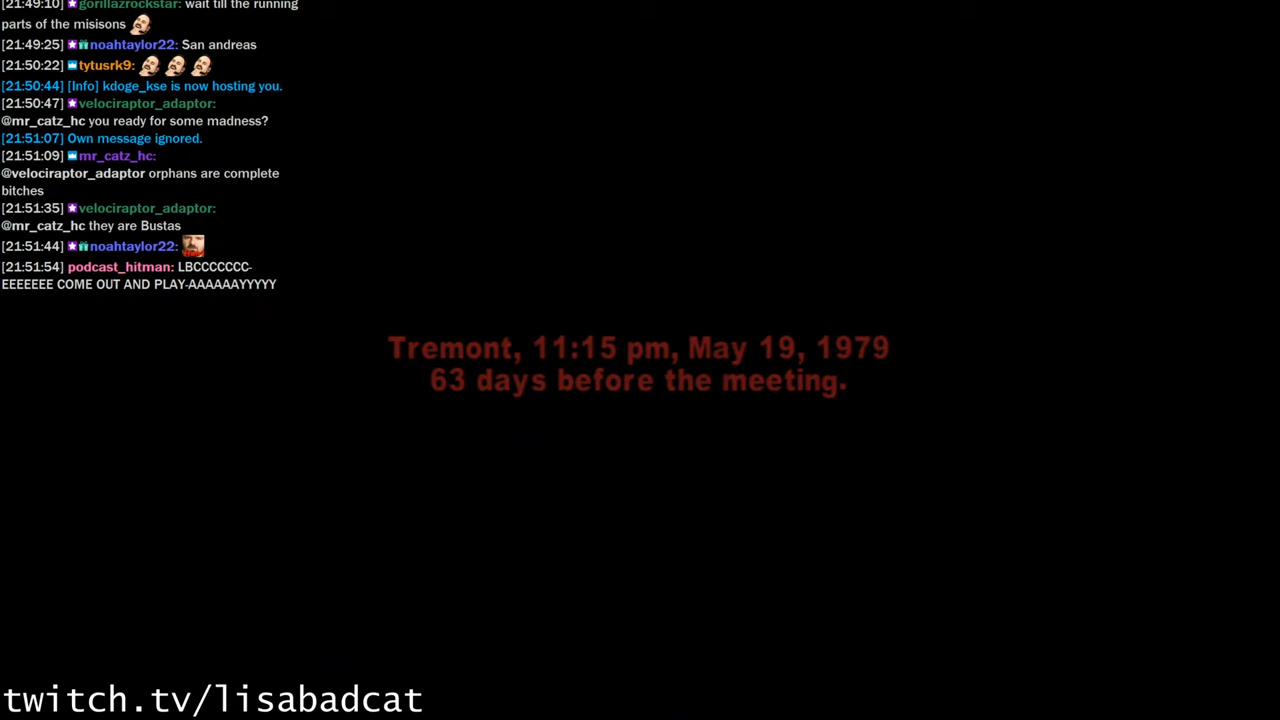 [21:49:10] gorillazrockstar: wait till the running
parts of the misisons
[21:49:25] noahtaylor22: San andreas
[21:50:22] tytusrk9:
[21:50:44] [Info] kdoge_kse is now hosting you.
[21:50:47] velociraptor_adaptor:
@mr_catz_hc you ready for some madness?
[21:51:07] Own message ignored.
[21:51:09] mr_catz_hc:
@velociraptor_adaptor orphans are complete
bitches
[21:51:35] velociraptor_adaptor:
@mr_catz_hc they are Bustas
[21:51:44] noahtaylor22:
[21:51:54] podcast_hitman: LBCCCCCCC-
EEEEEEE COME OUT AND PLAY-AAAAAAYYYYY
Tremont, 11:15 pm, May 19, 1979
63 days before the meeting.
twitch.tv/lisabadcat